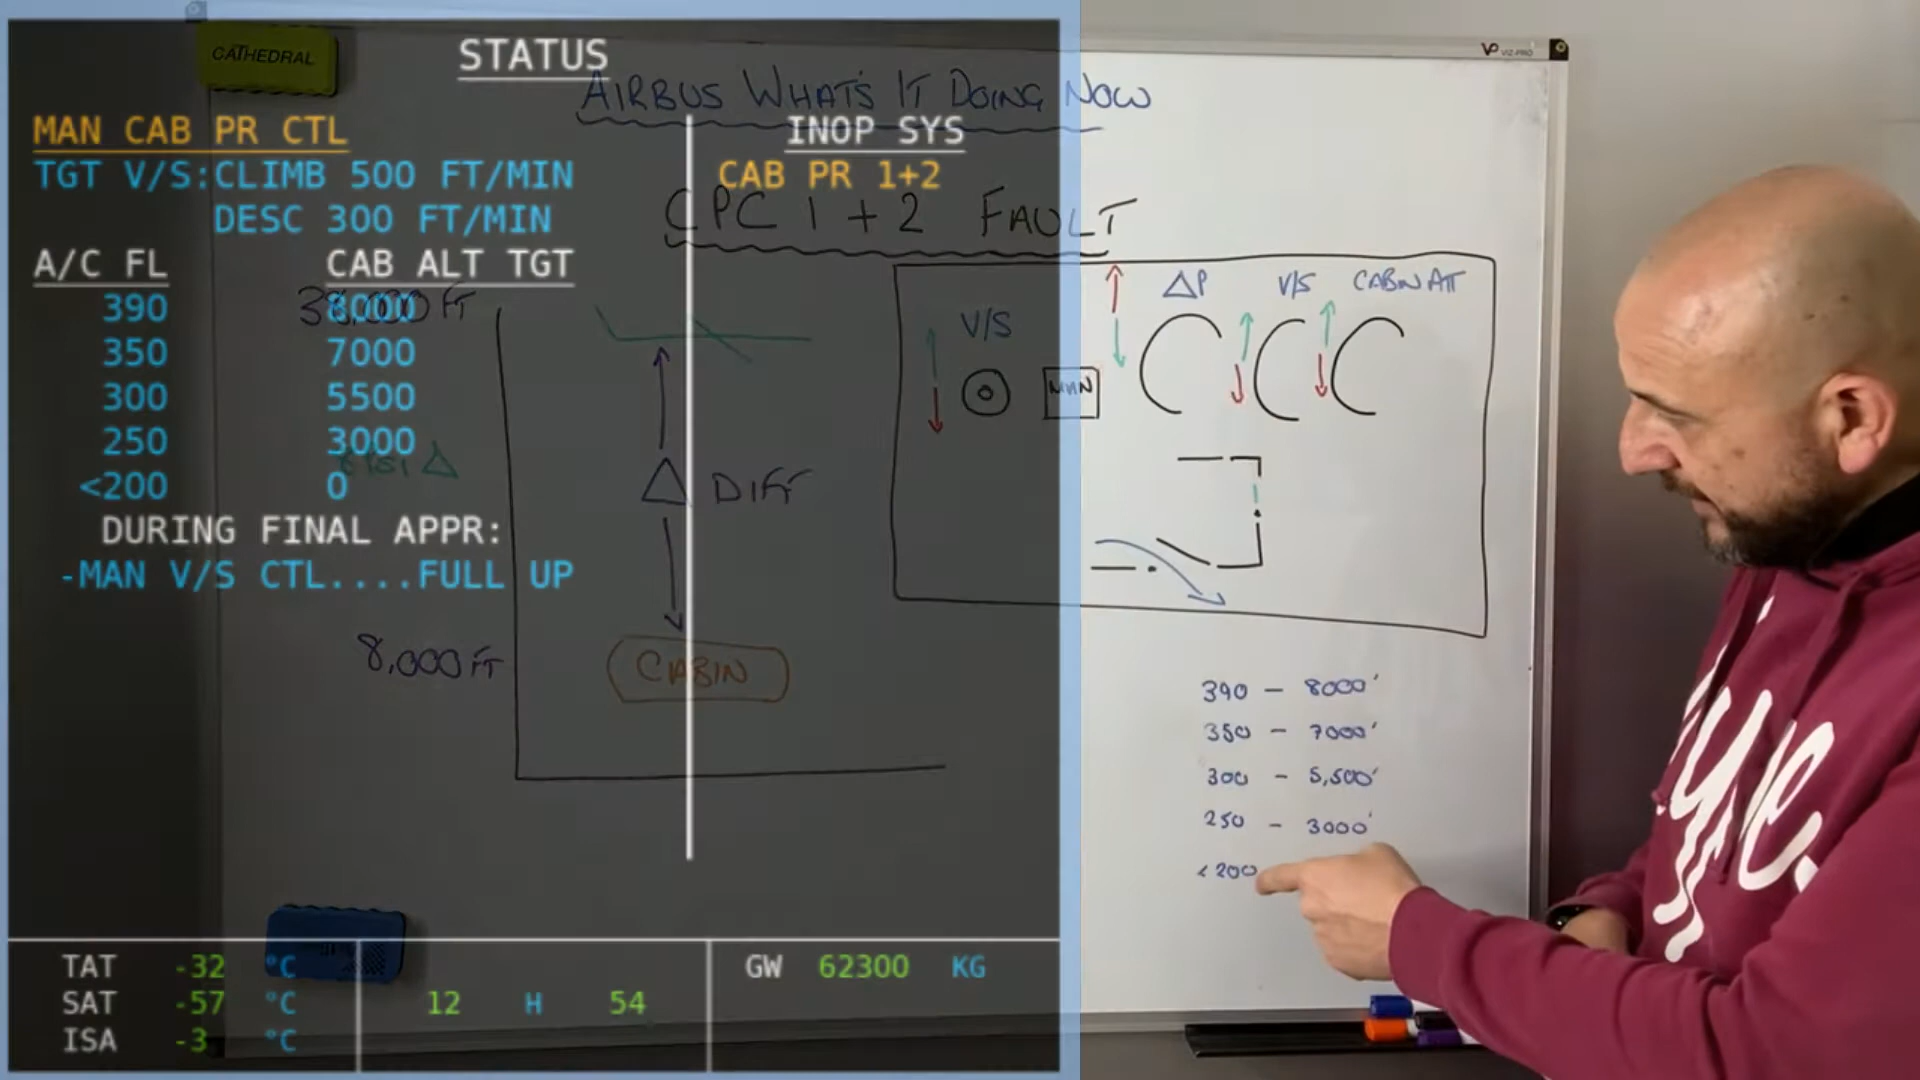 STATUS
MAN CAB PR CTL
TGT V/S:CLIMB 500 FT/MIN
DESC 300 FT/MIN
A/C FL CAB ALT TGT
390 8000
350 7000
300 5500
250 3000
<200 0
DURING FINAL APPR:
-MAN V/S CTL....FULL UP
INOP SYS
CAB PR 1+2
TAT -32 °C
SAT -57 °C
ISA -3 °C
12 H 54
GW 62300 KG
CATHEDRAL
AIRBUS WHAT'S IT DOING NOW
CPC 1 + 2 FAULT
FT
Δ
Δ DIFF
8,000 FT
CABIN
V/S
MAN
ΔP
V/S
CABIN ALT
390 - 8000'
350 - 7000'
300 - 5,500'
250 - 3000'
< 200
VIZ-PRO